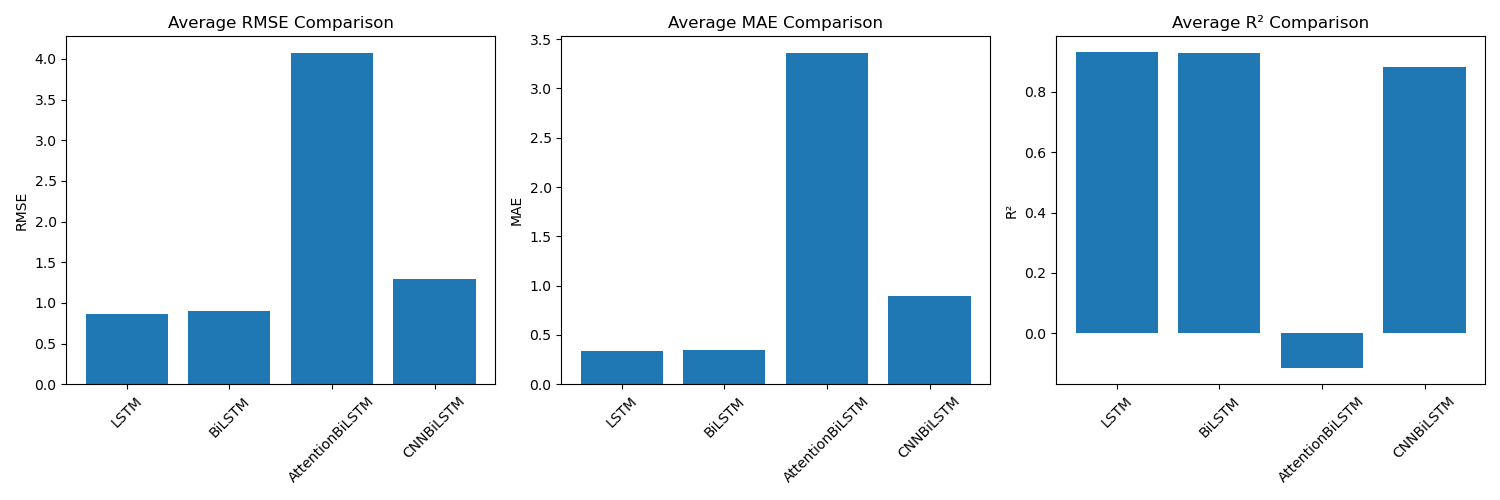 Average RMSE Comparison
RMSE
4.0
3.5
3.0
2.5
2.0
1.5
1.0
0.5
0.0
LSTM
BiLSTM
AttentionBiLSTM
CNNBiLSTM
Average MAE Comparison
MAE
3.5
3.0
2.5
2.0
1.5
1.0
0.5
0.0
LSTM
BiLSTM
AttentionBiLSTM
CNNBiLSTM
Average R² Comparison
R²
0.8
0.6
0.4
0.2
0.0
LSTM
BiLSTM
AttentionBiLSTM
CNNBiLSTM